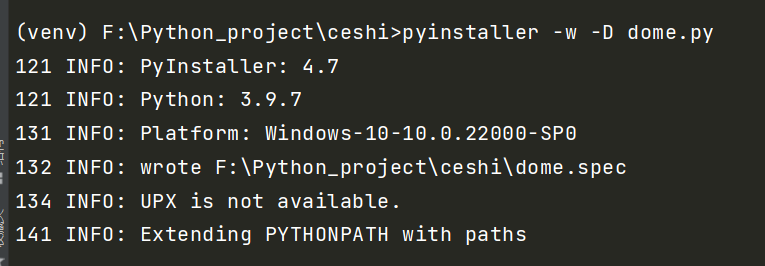 (venv) F:\Python_project\ceshi>pyinstaller -w -D dome.py
121 INFO: PyInstaller: 4.7
121 INFO: Python: 3.9.7
131 INFO: Platform: Windows-10-10.0.22000-SP0
132 INFO: wrote F:\Python_project\ceshi\dome.spec
134 INFO: UPX is not available.
141 INFO: Extending PYTHONPATH with paths